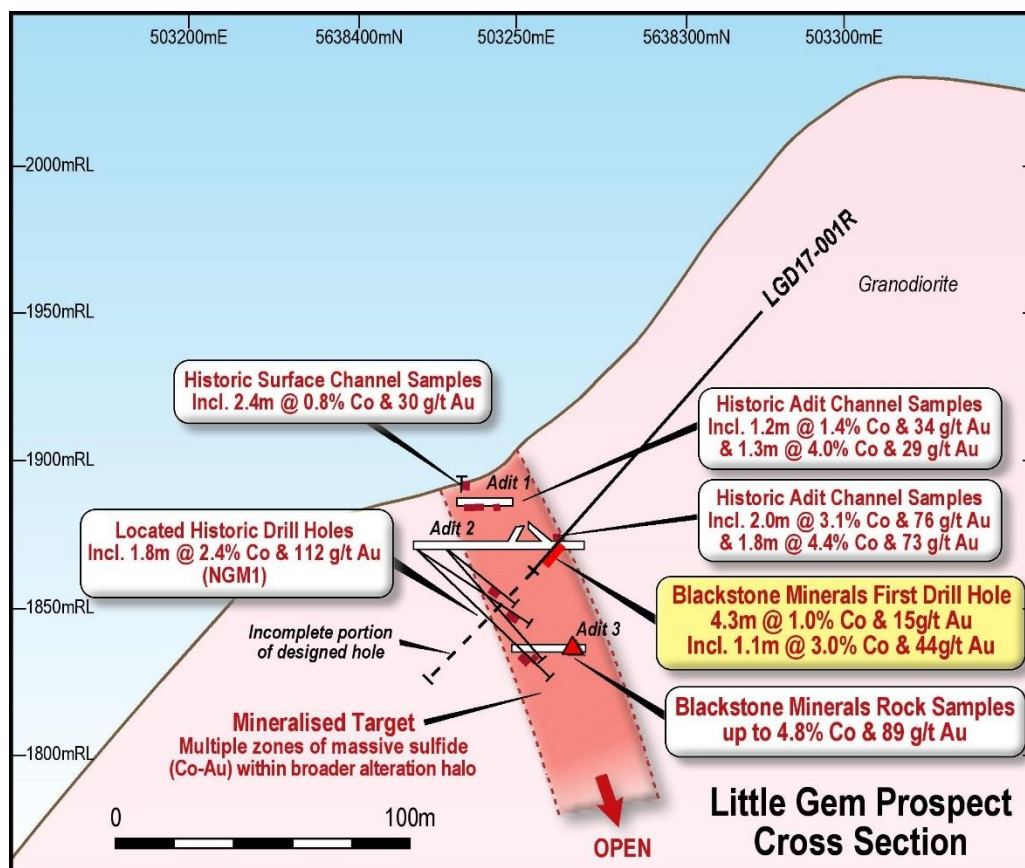 503200mE
5638400mN
503250mE
5638300mN
503300mE
2000mRL
1950mRL
1900mRL
1850mRL
1800mRL
LGD17-001R
Granodiorite
Historic Surface Channel Samples
Incl. 2.4m @ 0.8% Co & 30 g/t Au
Historic Adit Channel Samples
Incl. 1.2m @ 1.4% Co & 34 g/t Au
& 1.3m @ 4.0% Co & 29 g/t Au
Adit 1
Adit 2
Located Historic Drill Holes
Incl. 1.8m @ 2.4% Co & 112 g/t Au
(NGM1)
Historic Adit Channel Samples
Incl. 2.0m @ 3.1% Co & 76 g/t Au
& 1.8m @ 4.4% Co & 73 g/t Au
Blackstone Minerals First Drill Hole
4.3m @ 1.0% Co & 15g/t Au
Incl. 1.1m @ 3.0% Co & 44g/t Au
Adit 3
Incomplete portion
of designed hole
Blackstone Minerals Rock Samples
up to 4.8% Co & 89 g/t Au
Mineralised Target
Multiple zones of massive sulfide
(Co-Au) within broader alteration halo
0
100m
OPEN
Little Gem Prospect
Cross Section